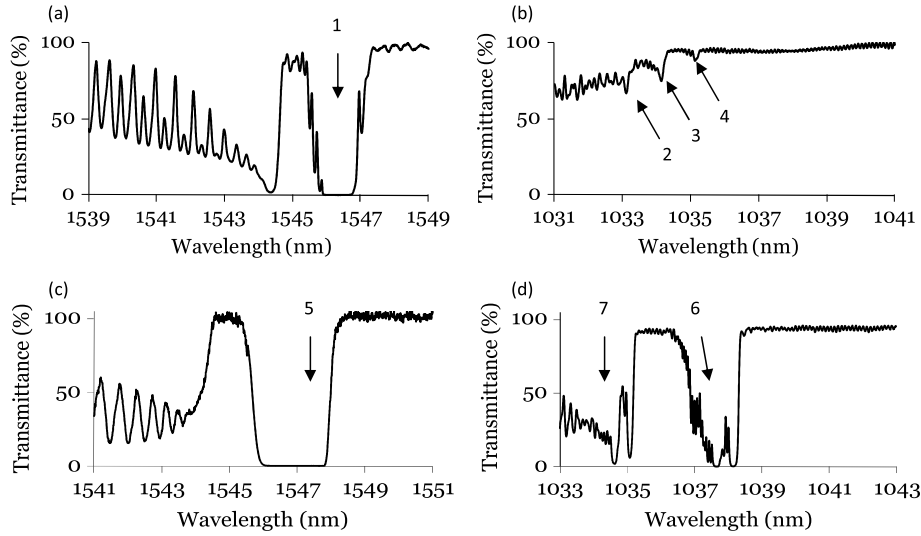 (a)
1
Transmittance (%)
100
50
0
1539 1541 1543 1545 1547 1549
Wavelength (nm)
(b)
Transmittance (%)
100
50
0
2
3
4
1031 1033 1035 1037 1039 1041
Wavelength (nm)
(c)
5
Transmittance (%)
100
50
0
1541 1543 1545 1547 1549 1551
Wavelength (nm)
(d)
7 6
Transmittance (%)
100
50
0
1033 1035 1037 1039 1041 1043
Wavelength (nm)